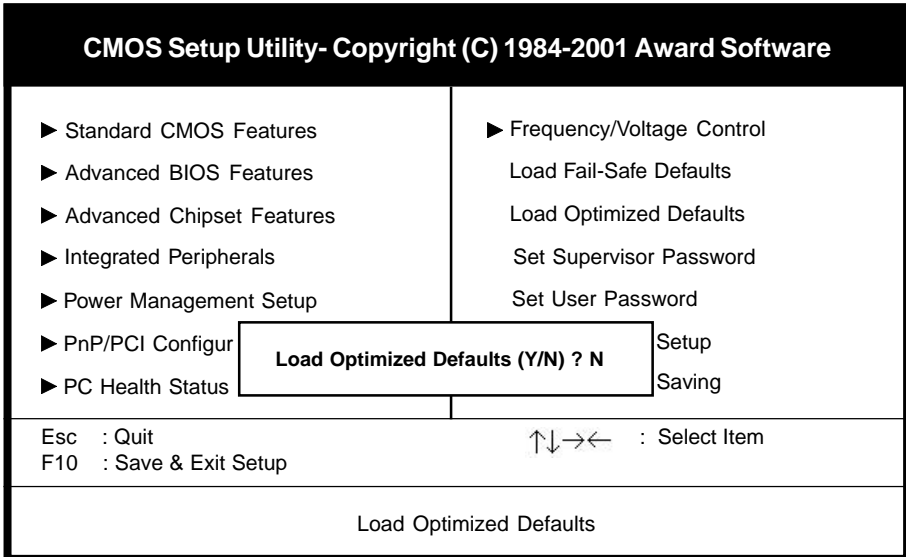 CMOS Setup Utility- Copyright (C) 1984-2001 Award Software
► Standard CMOS Features
► Advanced BIOS Features
► Advanced Chipset Features
► Integrated Peripherals
► Power Management Setup
► PnP/PCI Configur
► PC Health Status
► Frequency/Voltage Control
Load Fail-Safe Defaults
Load Optimized Defaults
Set Supervisor Password
Set User Password
Setup
Saving
Load Optimized Defaults (Y/N) ? N
Esc : Quit
F10 : Save & Exit Setup
↑↓→← : Select Item
Load Optimized Defaults